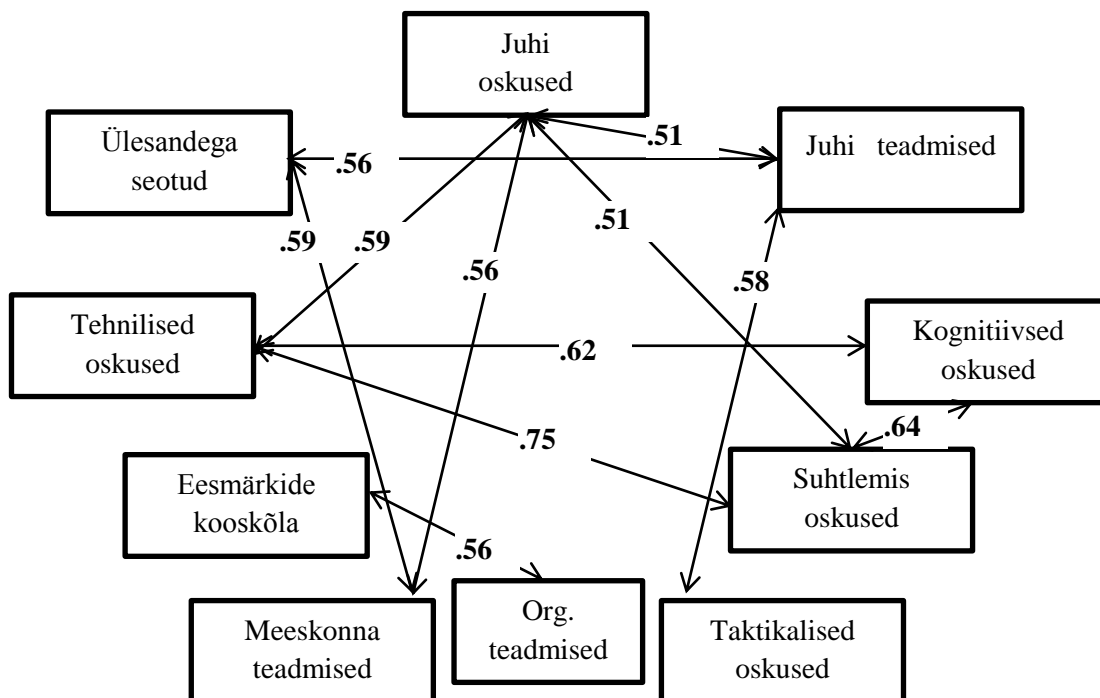 Juhi
oskused
Ülesandega
seotud
.56
.51
Juhi teadmised
.51
.59
.59
.56
.58
Tehnilised
oskused
.62
Kognitiivsed
oskused
.75
.64
Eesmärkide
kooskõla
Suhtlemis
oskused
.56
Meeskonna
teadmised
Org.
teadmised
Taktikalised
oskused